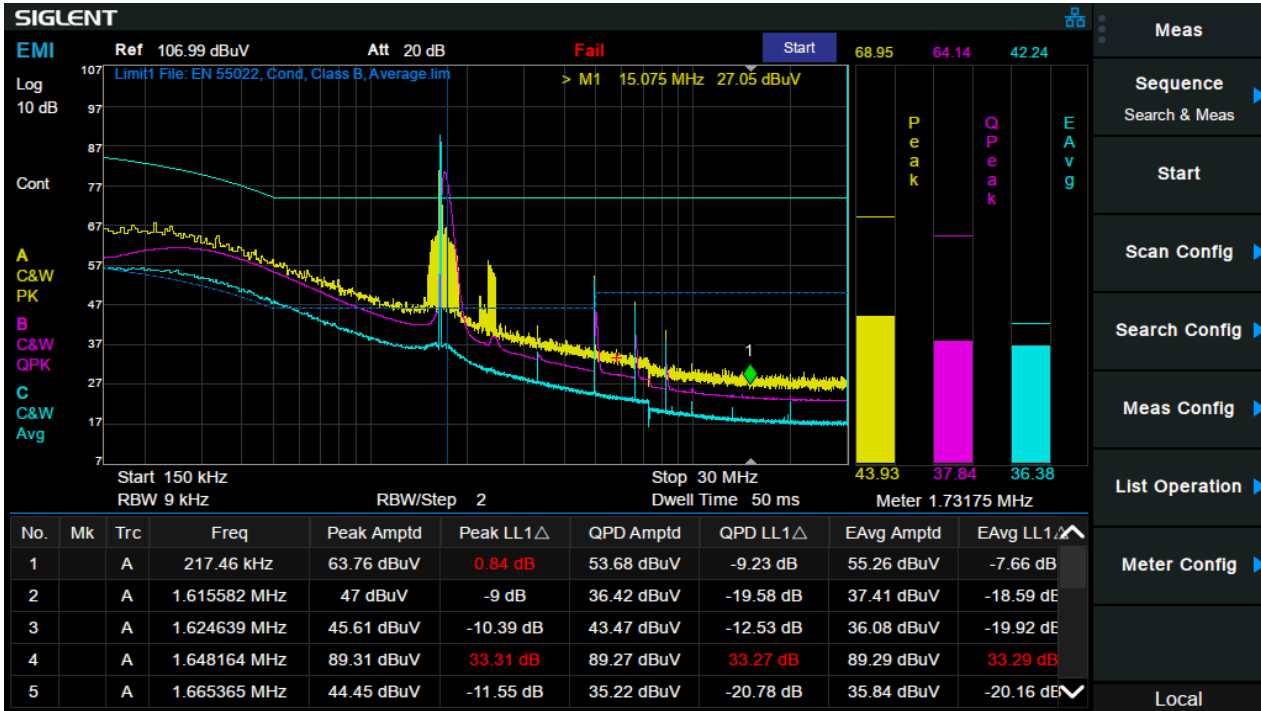 SIGLENT
EMI Ref 106.99 dBuV Att 20 dB Fail Start 68.95 64.14 42.24
Log
10 dB
Cont
A
C&W
PK
B
C&W
QPK
C
C&W
Avg
Limit1 File: EN 55022, Cond, Class B, Average.lim
> M1 15.075 MHz 27.05 dBuV
107
97
87
77
67
57
47
37
27
17
7
1
Peak
QPeak
EAvg
43.93 37.84 36.38
Start 150 kHz Stop 30 MHz
RBW 9 kHz RBW/Step 2 Dwell Time 50 ms Meter 1.73175 MHz
No. Mk Trc Freq Peak Amptd Peak LL1△ QPD Amptd QPD LL1△ EAvg Amptd EAvg LL1△
1 A 217.46 kHz 63.76 dBuV 0.84 dB 53.68 dBuV -9.23 dB 55.26 dBuV -7.66 dB
2 A 1.615582 MHz 47 dBuV -9 dB 36.42 dBuV -19.58 dB 37.41 dBuV -18.59 dB
3 A 1.624639 MHz 45.61 dBuV -10.39 dB 43.47 dBuV -12.53 dB 36.08 dBuV -19.92 dB
4 A 1.648164 MHz 89.31 dBuV 33.31 dB 89.27 dBuV 33.27 dB 89.29 dBuV 33.29 dB
5 A 1.665365 MHz 44.45 dBuV -11.55 dB 35.22 dBuV -20.78 dB 35.84 dBuV -20.16 dB
Meas
Sequence
Search & Meas
Start
Scan Config
Search Config
Meas Config
List Operation
Meter Config
Local